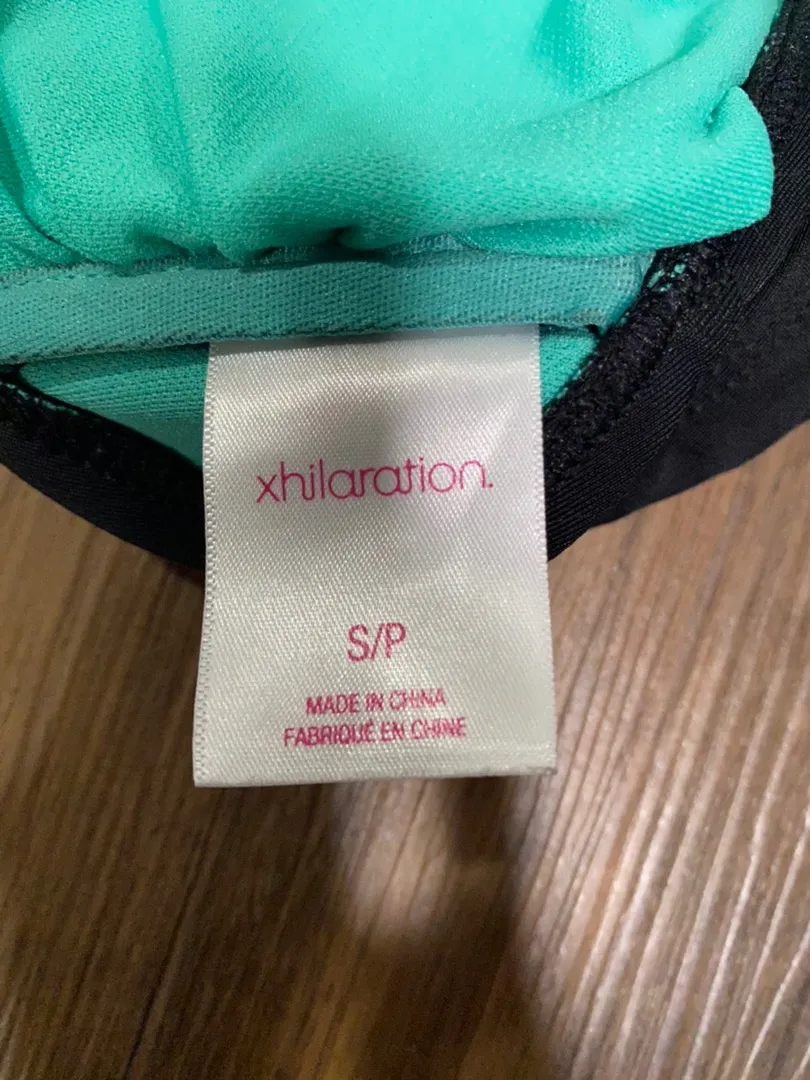 xhilaration.
S/P
MADE IN CHINA
FABRIQUÉ EN CHINE